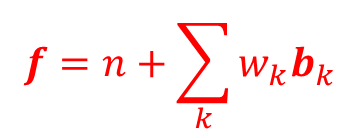 f = n + ∑ₖ wₖbₖ